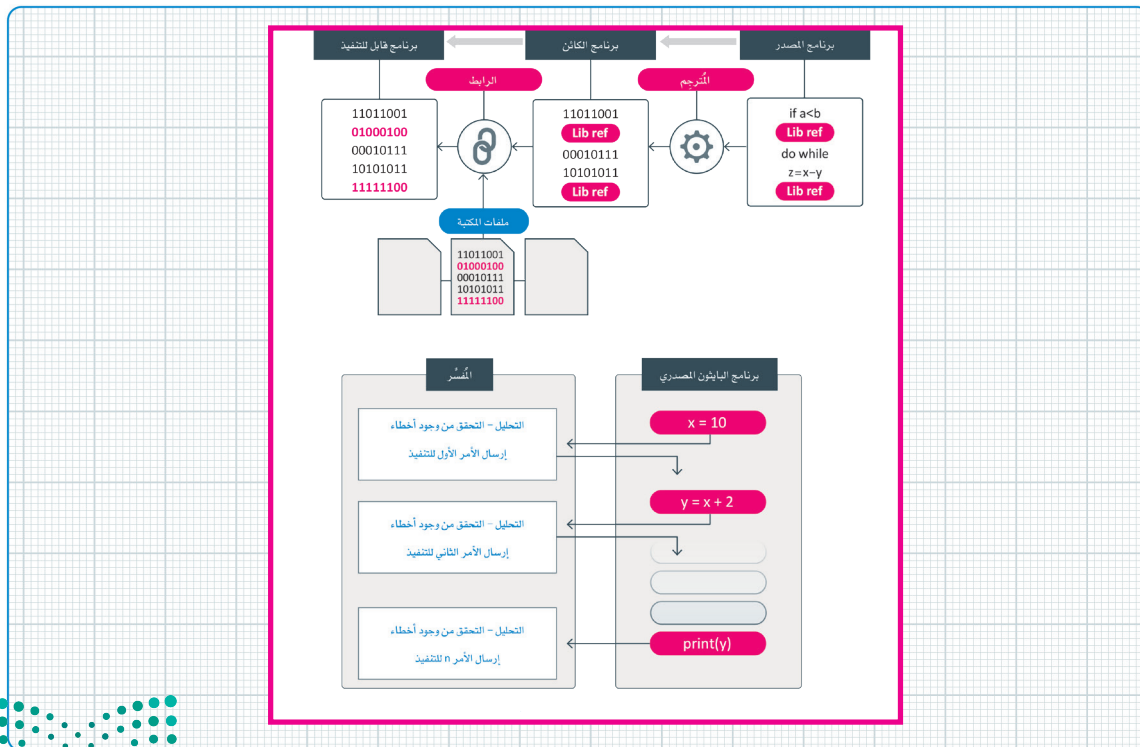 برنامج المصدر
برنامج الكائن
برنامج قابل للتنفيذ
المُترجِم
الرابط
if a<b
Lib ref
do while
z=x-y
Lib ref
11011001
Lib ref
00010111
10101011
Lib ref
11011001
01000100
00010111
10101011
11111100
ملفات المكتبة
11011001
01000100
00010111
10101011
11111100
برنامج البايثون المصدري
x = 10
y = x + 2
print(y)
المُفسَّر
التحليل – التحقق من وجود أخطاء
إرسال الأمر الأول للتنفيذ
التحليل – التحقق من وجود أخطاء
إرسال الأمر الثاني للتنفيذ
التحليل – التحقق من وجود أخطاء
إرسال الأمر n للتنفيذ